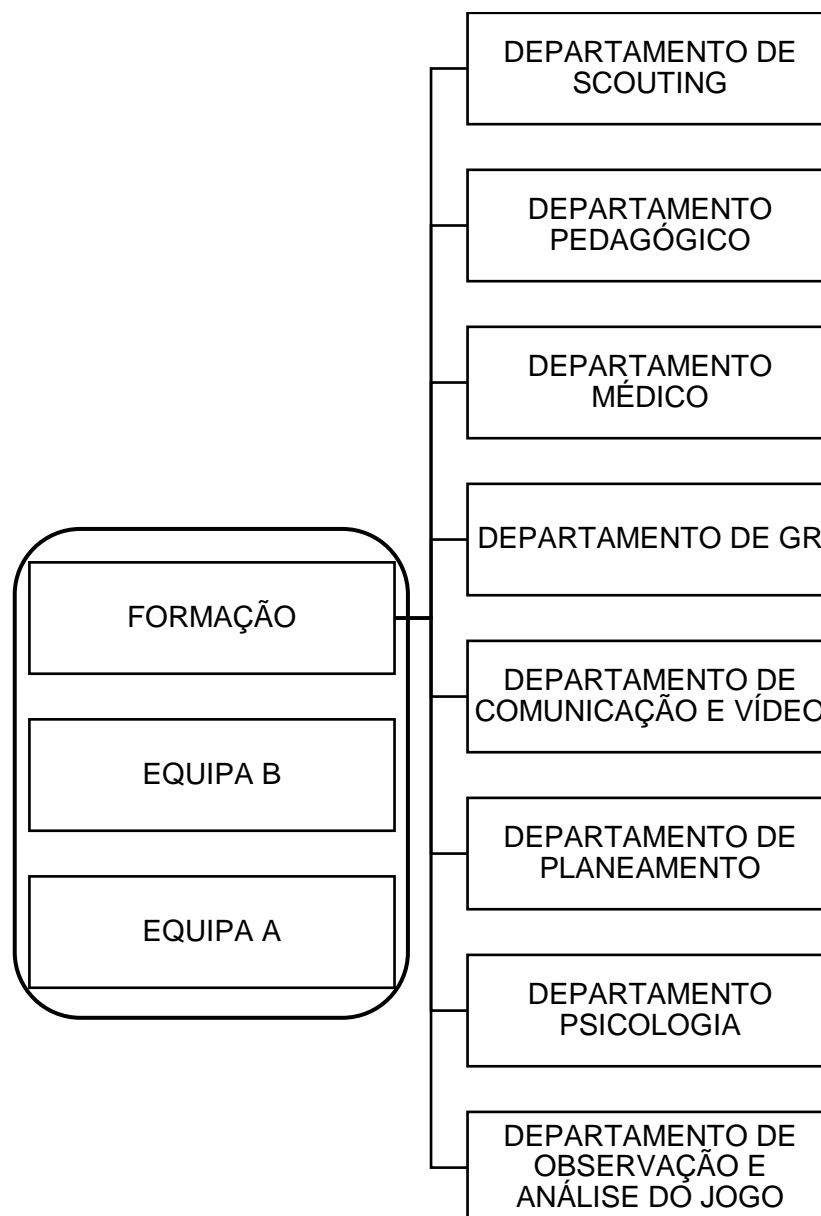 DEPARTAMENTO DE
SCOUTING
DEPARTAMENTO
PEDAGÓGICO
DEPARTAMENTO
MÉDICO
DEPARTAMENTO DE GR
FORMAÇÃO
DEPARTAMENTO DE
COMUNICAÇÃO E VÍDEO
EQUIPA B
DEPARTAMENTO DE
PLANEAMENTO
EQUIPA A
DEPARTAMENTO
PSICOLOGIA
DEPARTAMENTO DE
OBSERVAÇÃO E
ANÁLISE DO JOGO